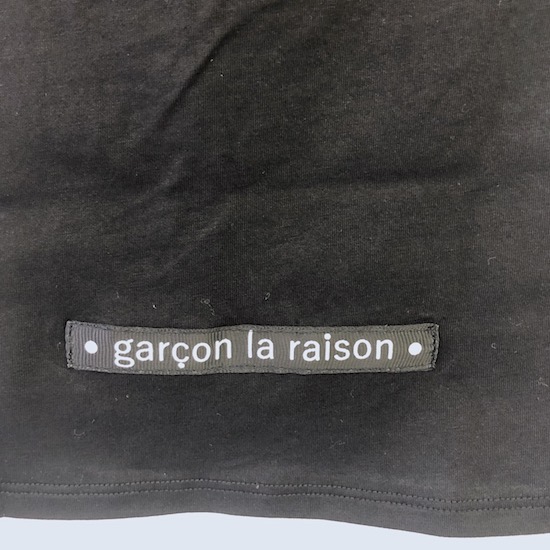 • garçon la raison •